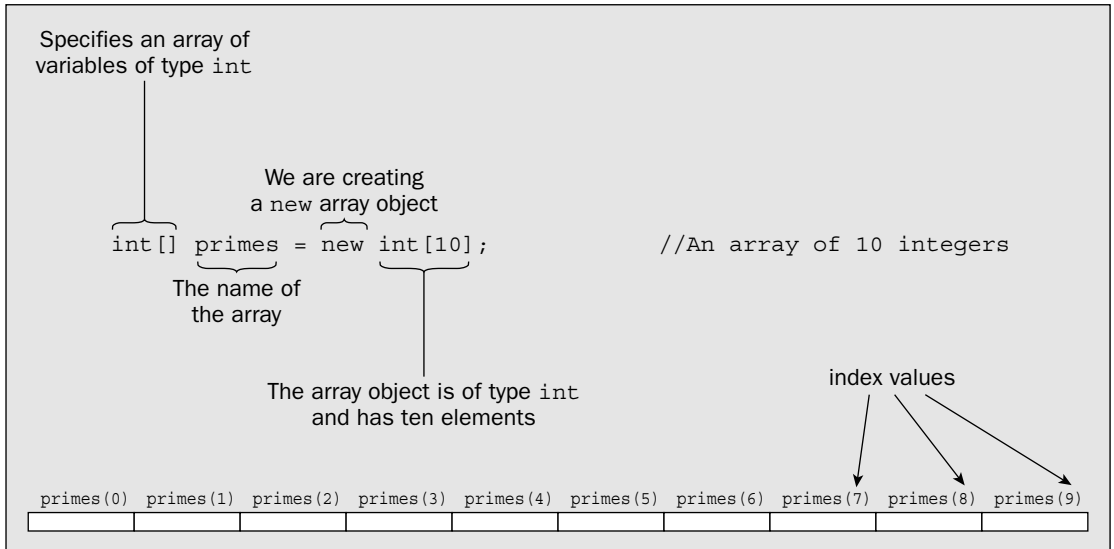 Specifies an array of
variables of type int
We are creating
a new array object
int[] primes = new int[10]; //An array of 10 integers
The name of
the array
The array object is of type int
and has ten elements
index values
primes(0) primes(1) primes(2) primes(3) primes(4) primes(5) primes(6) primes(7) primes(8) primes(9)